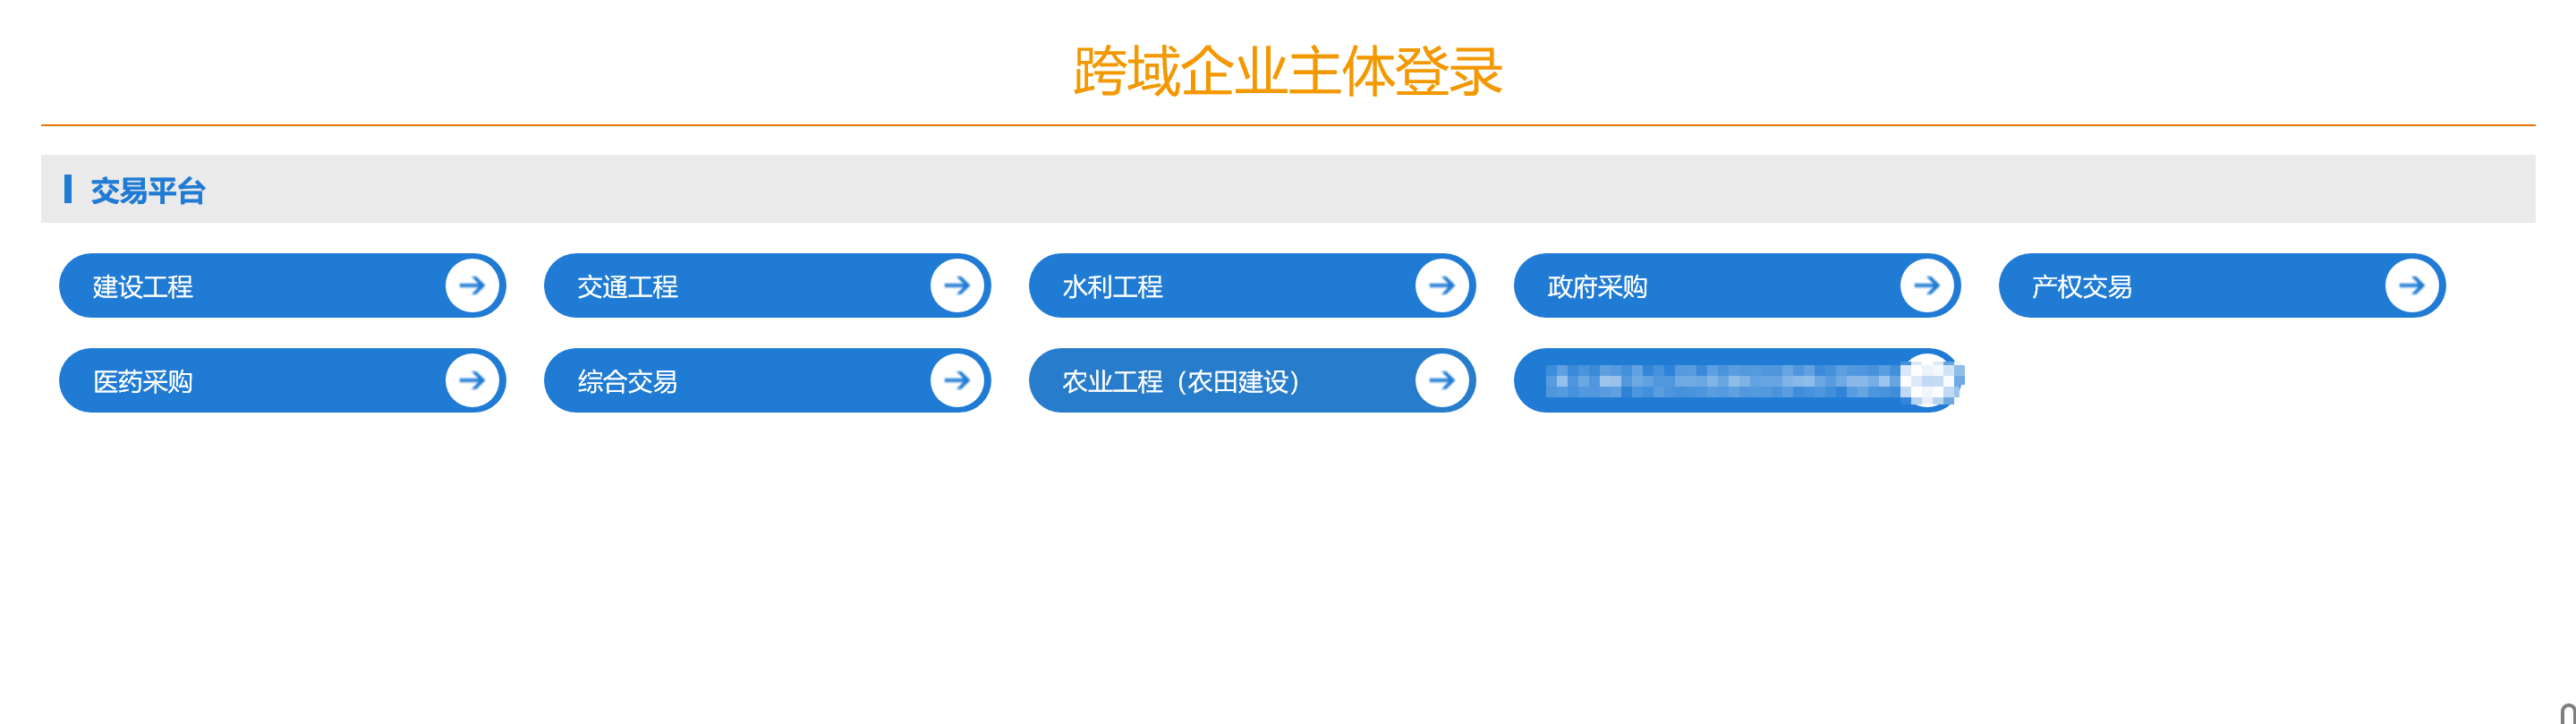 跨域企业主体登录
交易平台
建设工程
交通工程
水利工程
政府采购
产权交易
医药采购
综合交易
农业工程（农田建设）